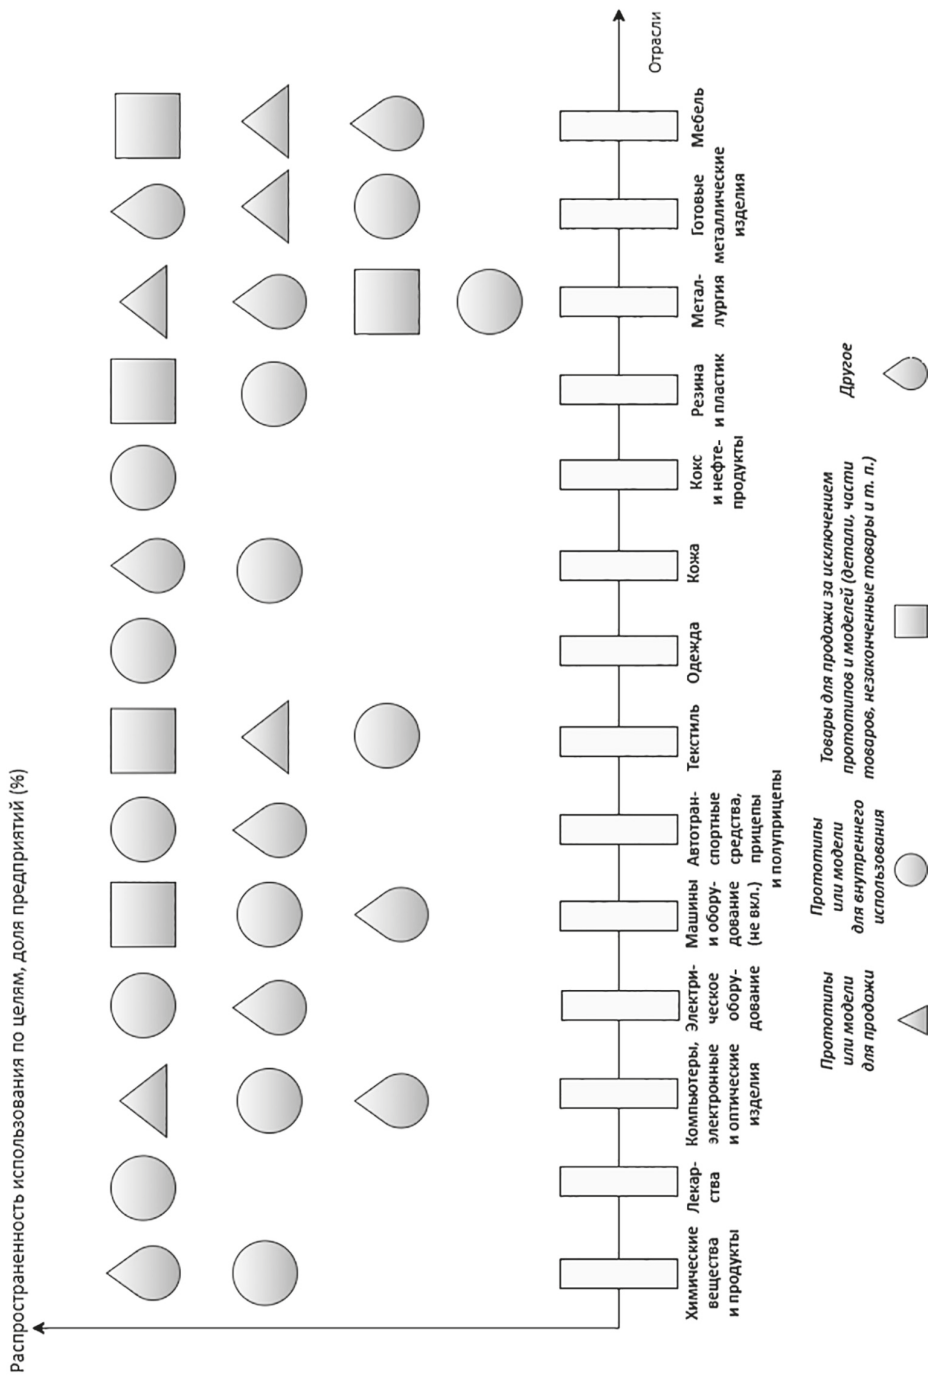 Распространенность использования по целям, доля предприятий (%)
Химические
вещества
и продукты
Лекар-
ства
Компьютеры,
электронные
и оптические
изделия
Электри-
ческое
обору-
дование
Машины
и обору-
дование
(не вкл.)
Автотран-
спортные
средства,
прицепы
и полуприцепы
Текстиль
Одежда
Кожа
Кокс
и нефте-
продукты
Резина
и пластик
Метал-
лургия
Готовые
металлические
изделия
Мебель
Отрасли
Прототипы
или модели
для продажи
Прототипы
или модели
для внутреннего
использования
Товары для продажи за исключением
прототипов и моделей (детали, части
товаров, незаконченные товары и т. п.)
Другое